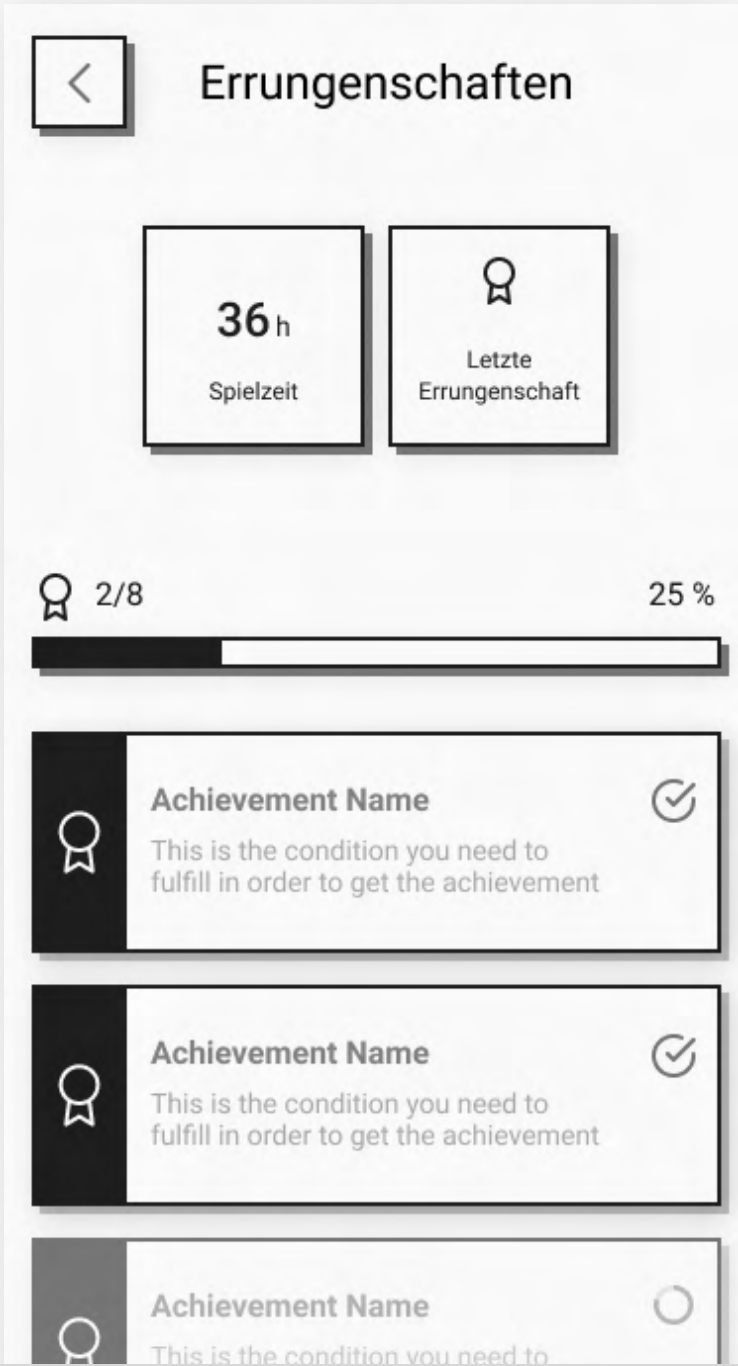 Errungenschaften
36 h
Spielzeit
Letzte
Errungenschaft
2/8
25 %
Achievement Name
This is the condition you need to
fulfill in order to get the achievement
Achievement Name
This is the condition you need to
fulfill in order to get the achievement
Achievement Name
This is the condition you need to